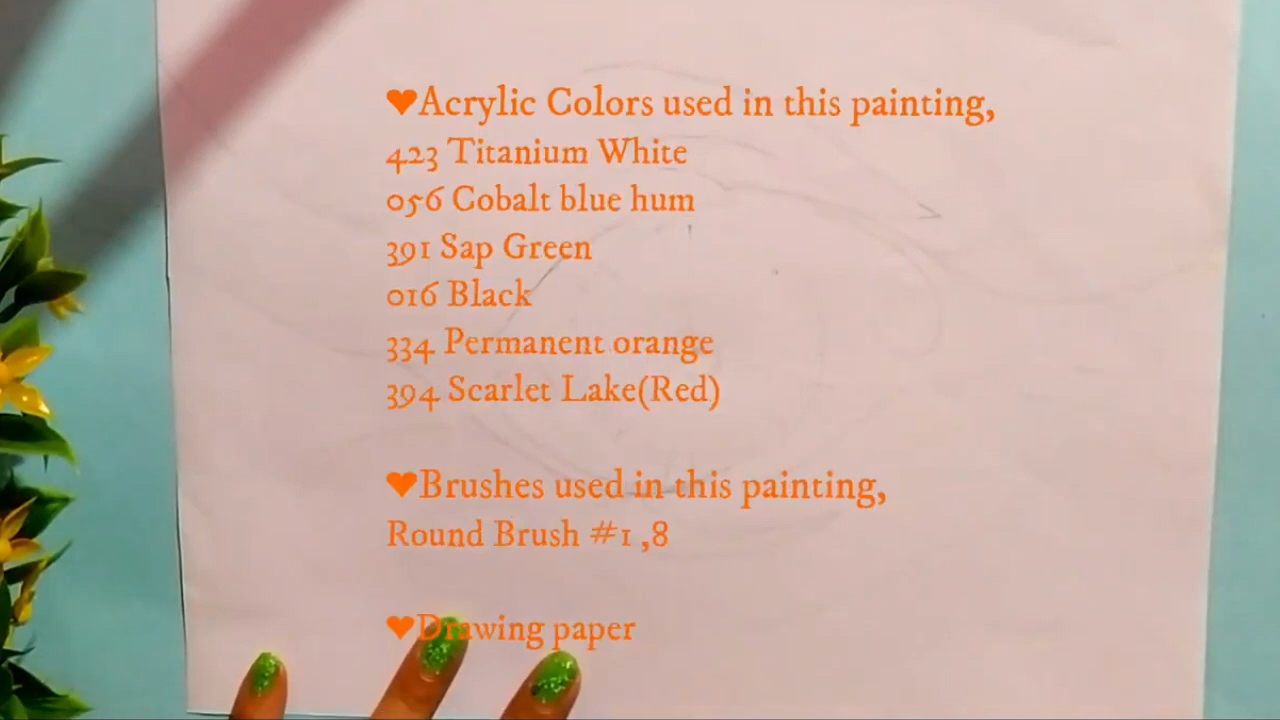 ♥Acrylic Colors used in this painting,
423 Titanium White
056 Cobalt blue hum
391 Sap Green
016 Black
334 Permanent orange
394 Scarlet Lake(Red)
♥Brushes used in this painting,
Round Brush #1 ,8
♥Drawing paper